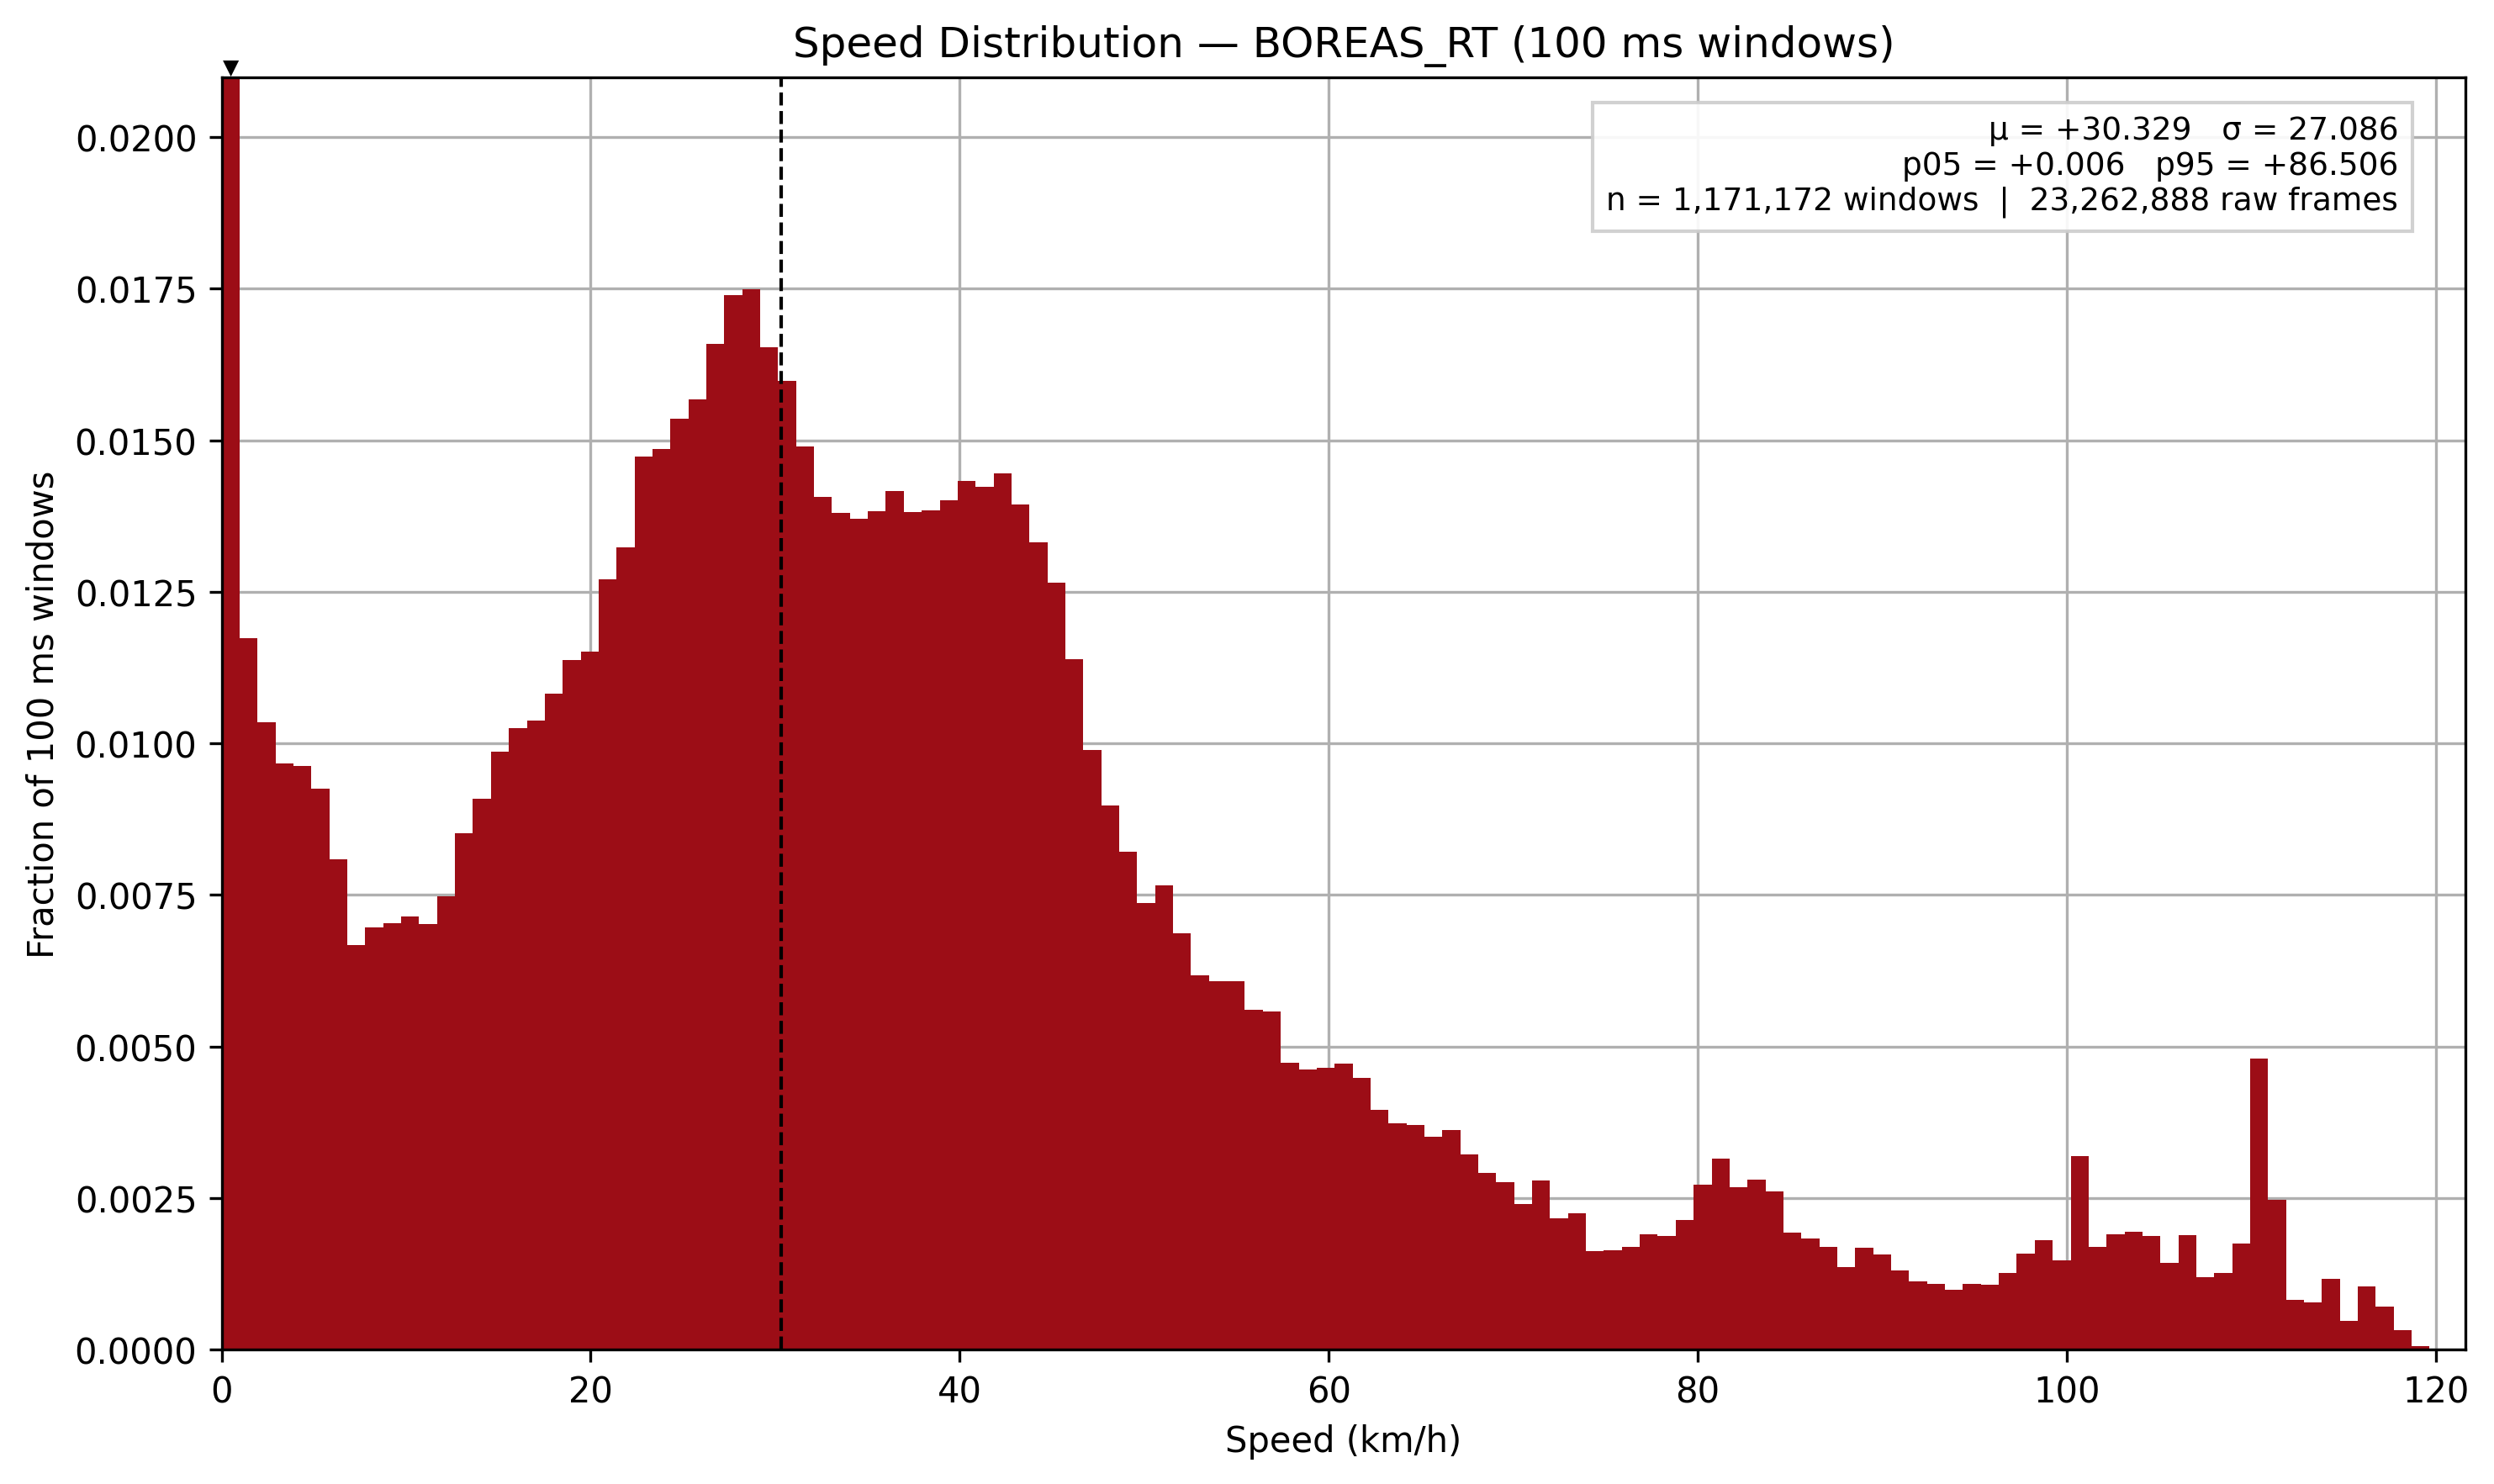 Speed Distribution — BOREAS_RT (100 ms windows)
μ = +30.329   σ = 27.086
p05 = +0.006   p95 = +86.506
n = 1,171,172 windows  |  23,262,888 raw frames
Fraction of 100 ms windows
0.0200
0.0175
0.0150
0.0125
0.0100
0.0075
0.0050
0.0025
0.0000
0 20 40 60 80 100 120
Speed (km/h)